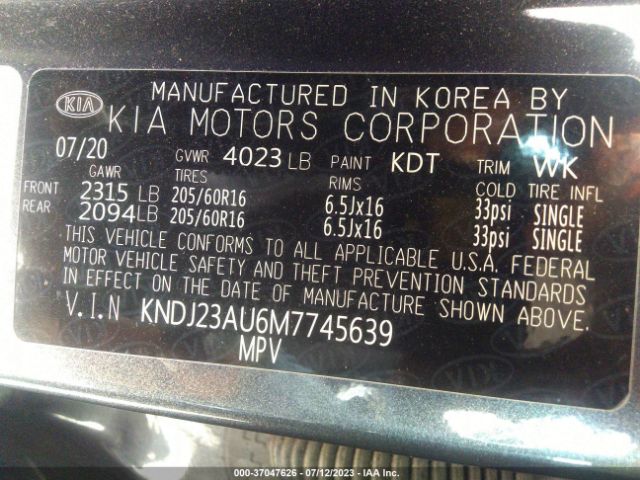 MANUFACTURED IN KOREA BY
KIA KIA MOTORS CORPORATION
07/20 GVWR 4023 LB PAINT KDT TRIM WK
GAWR TIRES RIMS COLD TIRE INFL
FRONT 2315 LB 205/60R16 6.5Jx16 33psi SINGLE
REAR 2094 LB 205/60R16 6.5Jx16 33psi SINGLE
THIS VEHICLE CONFORMS TO ALL APPLICABLE U.S.A. FEDERAL
MOTOR VEHICLE SAFETY AND THEFT PREVENTION STANDARDS
IN EFFECT ON THE DATE OF MANUFACTURE SHOWN ABOVE.
V.I.N KNDJ23AU6M7745639
MPV
000-37047626 - 07/12/2023 - IAA Inc.